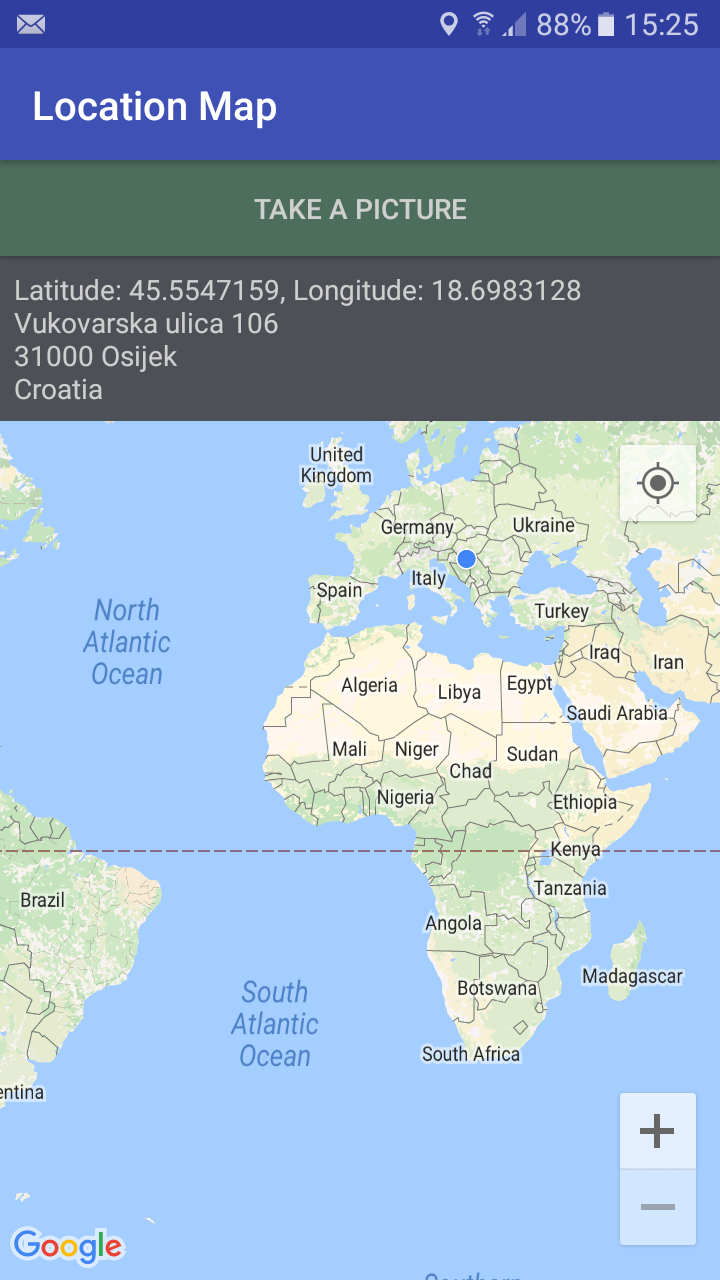 88% 15:25
Location Map
TAKE A PICTURE
Latitude: 45.5547159, Longitude: 18.6983128
Vukovarska ulica 106
31000 Osijek
Croatia
United
Kingdom
Germany
Ukraine
Italy
Spain
Turkey
North
Atlantic
Ocean
Iraq
Iran
Algeria
Libya
Egypt
Saudi Arabia
Mali
Niger
Sudan
Chad
Nigeria
Ethiopia
Kenya
Brazil
Tanzania
Angola
Madagascar
Botswana
South
Atlantic
Ocean
South Africa
entina
Google